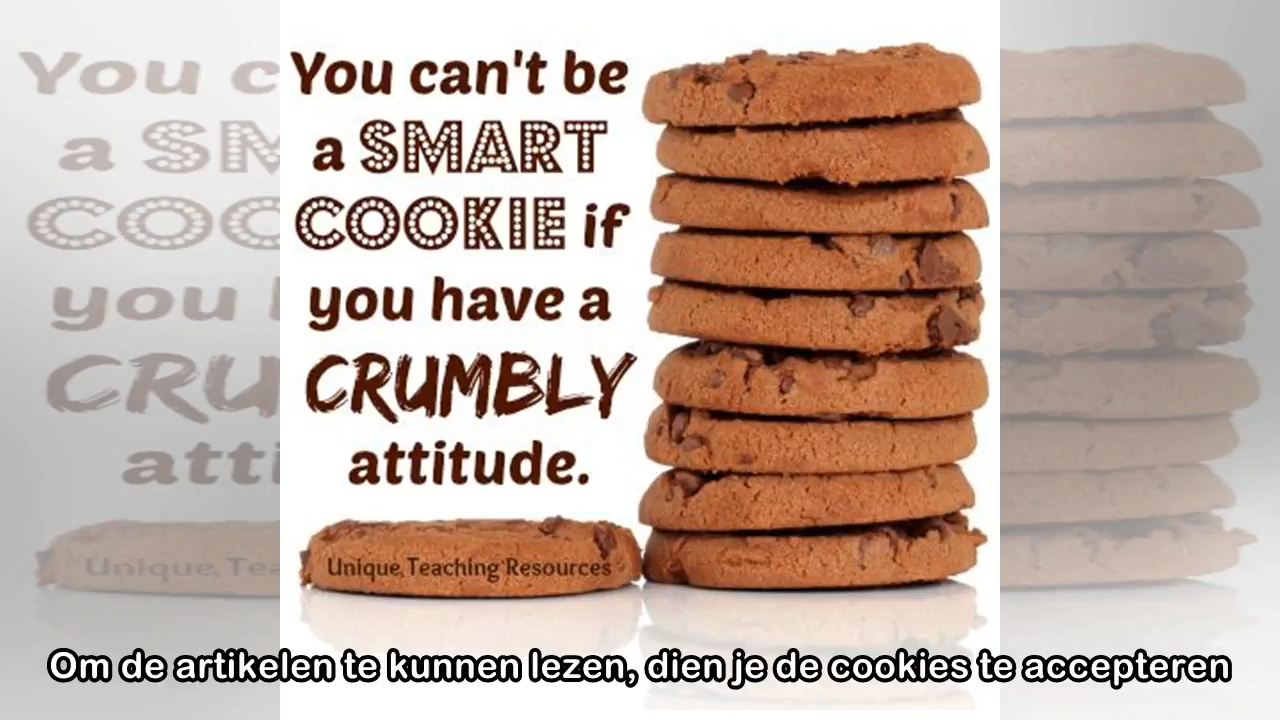 You can't be
a SMART
COOKIE if
you have a
CRUMBLY
attitude.
Unique Teaching Resources
Om de artikelen te kunnen lezen, dien je de cookies te accepteren